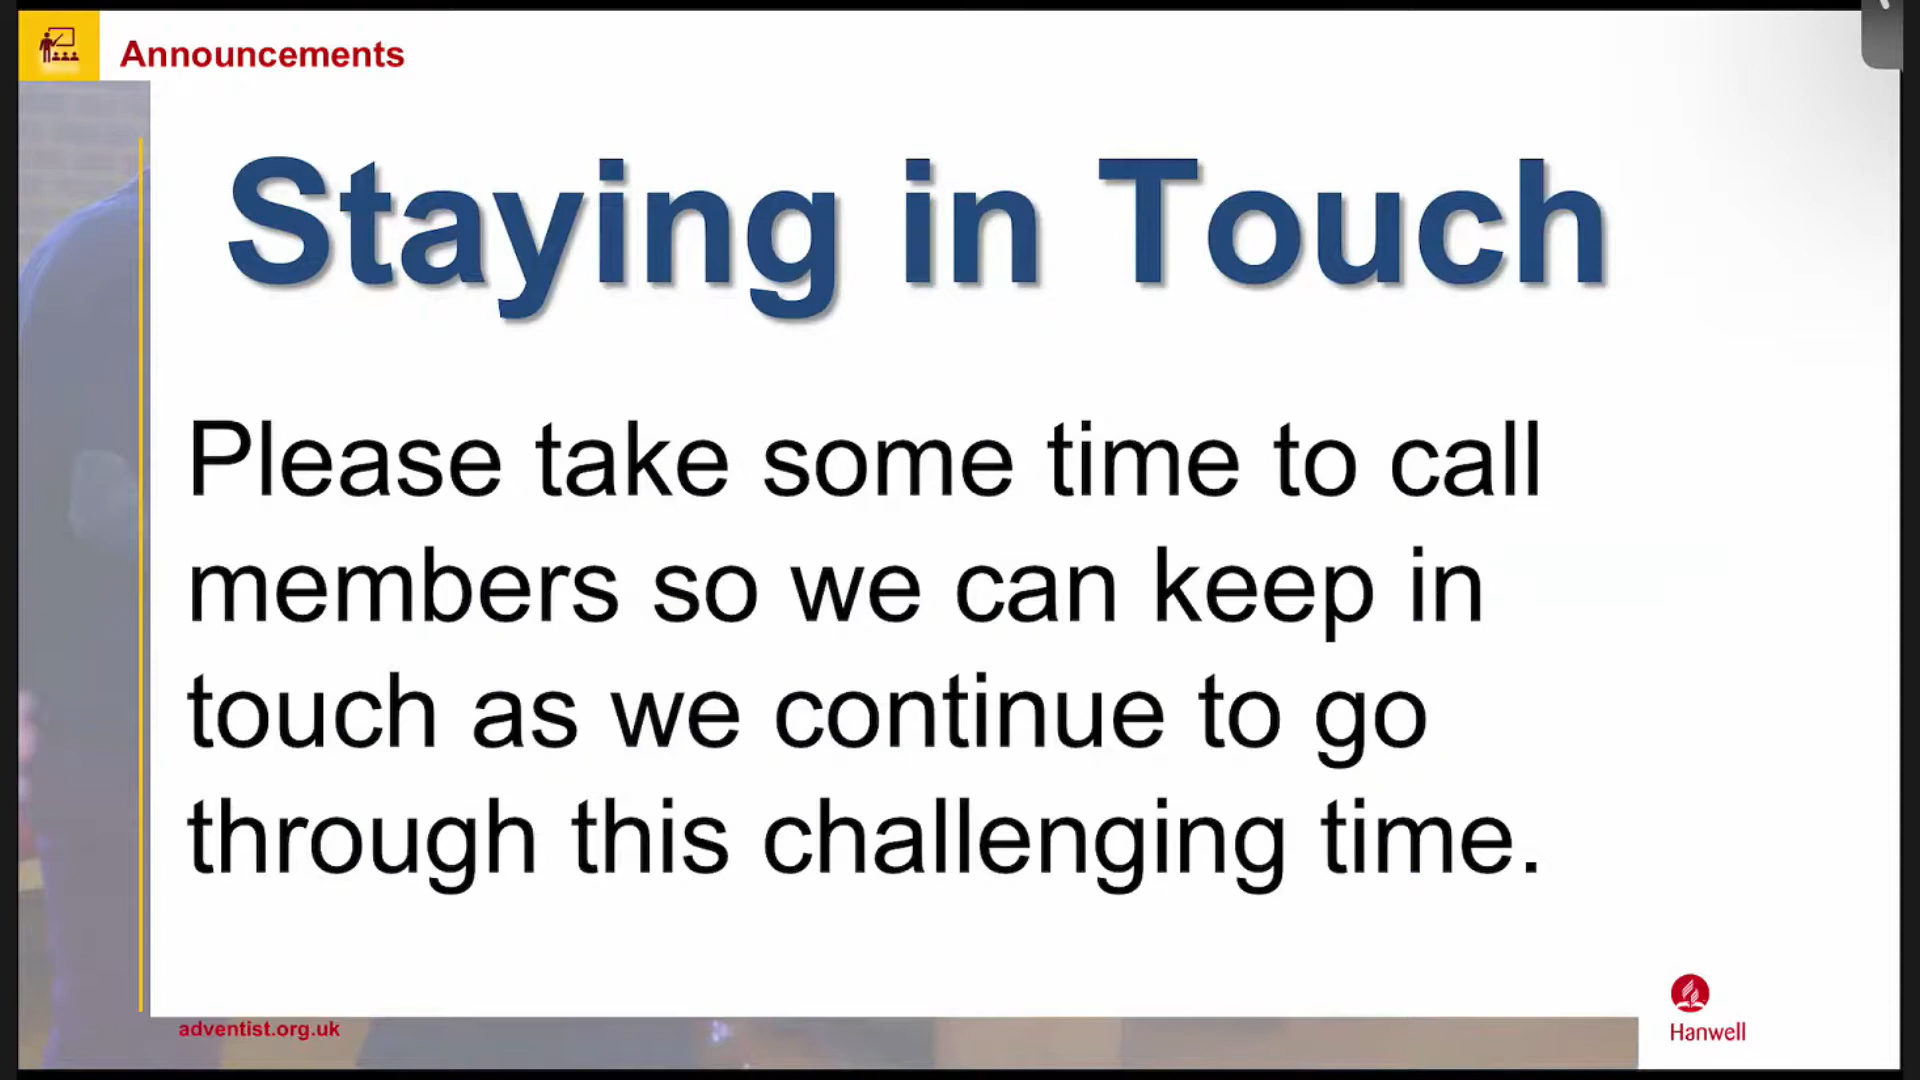 Announcements
Staying in Touch
Please take some time to call
members so we can keep in
touch as we continue to go
through this challenging time.
adventist.org.uk
Hanwell